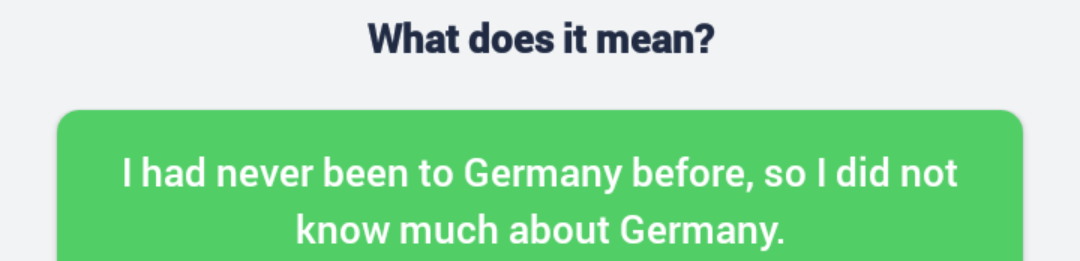 What does it mean?
I had never been to Germany before, so I did not
know much about Germany.